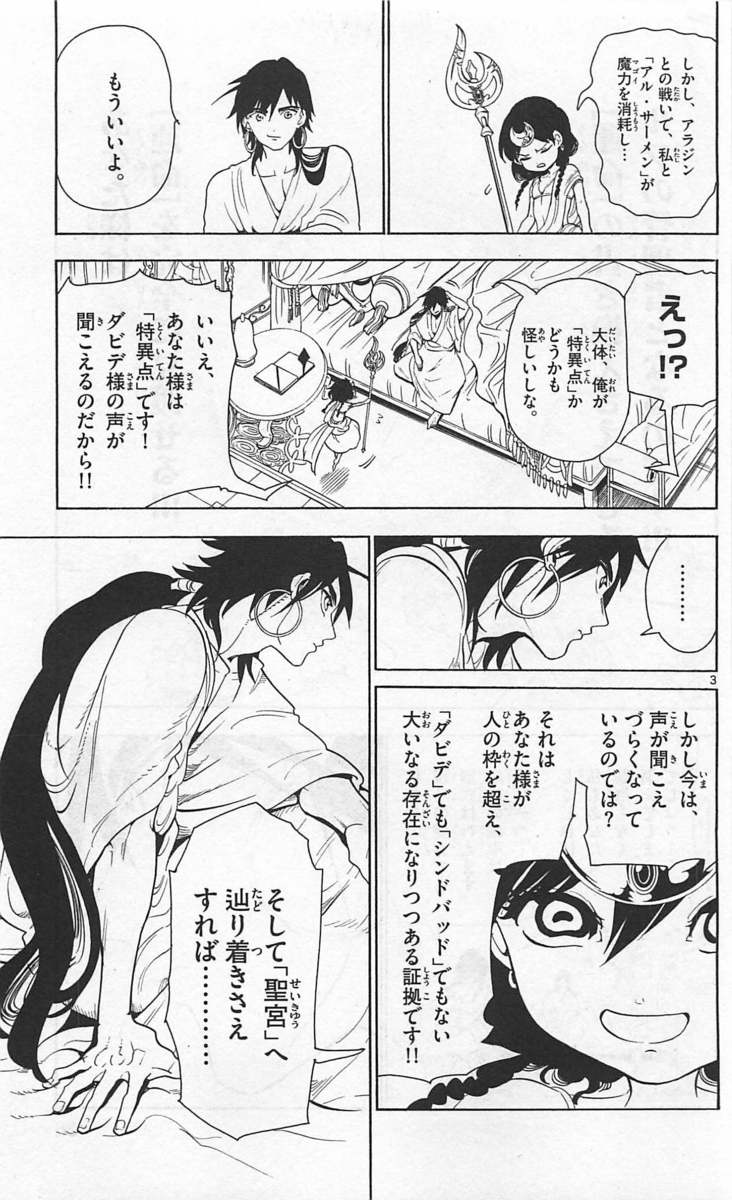 しかし、アラジン
との戦いで、私と
「アル・サーメン」が
魔力を消耗し…
もういいよ。
えっ!?
大体、俺が
「特異点」か
どうかも
怪しいしな。
いいえ、
あなた様は
「特異点」です!
ダビデ様の声が
聞こえるのだから!!
………
3
しかし今は、
声が聞こえ
づらくなって
いるのでは?
それは
あなた様が
人の枠を超え、
「ダビデ」でも「シンドバッド」でもない
大いなる存在になりつつある証拠です!!
そして「聖宮」へ
辿り着きさえ
すれば………